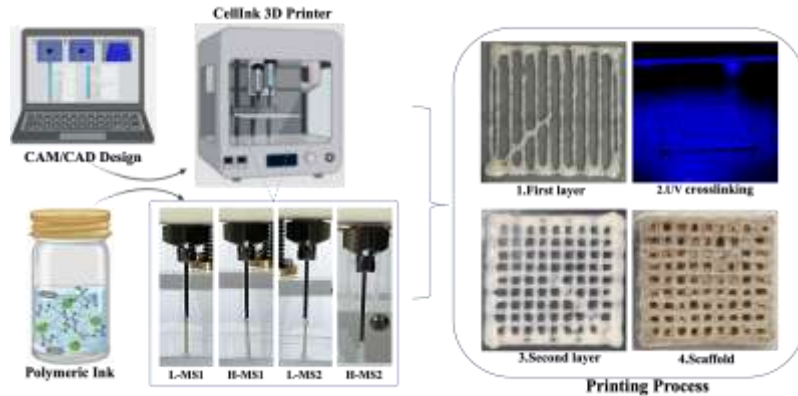 CellInk 3D Printer
CAM/CAD Design
Polymeric Ink
L-MS1 H-MS1 L-MS2 H-MS2
1.First layer
2.UV crosslinking
3.Second layer
4.Scaffold
Printing Process